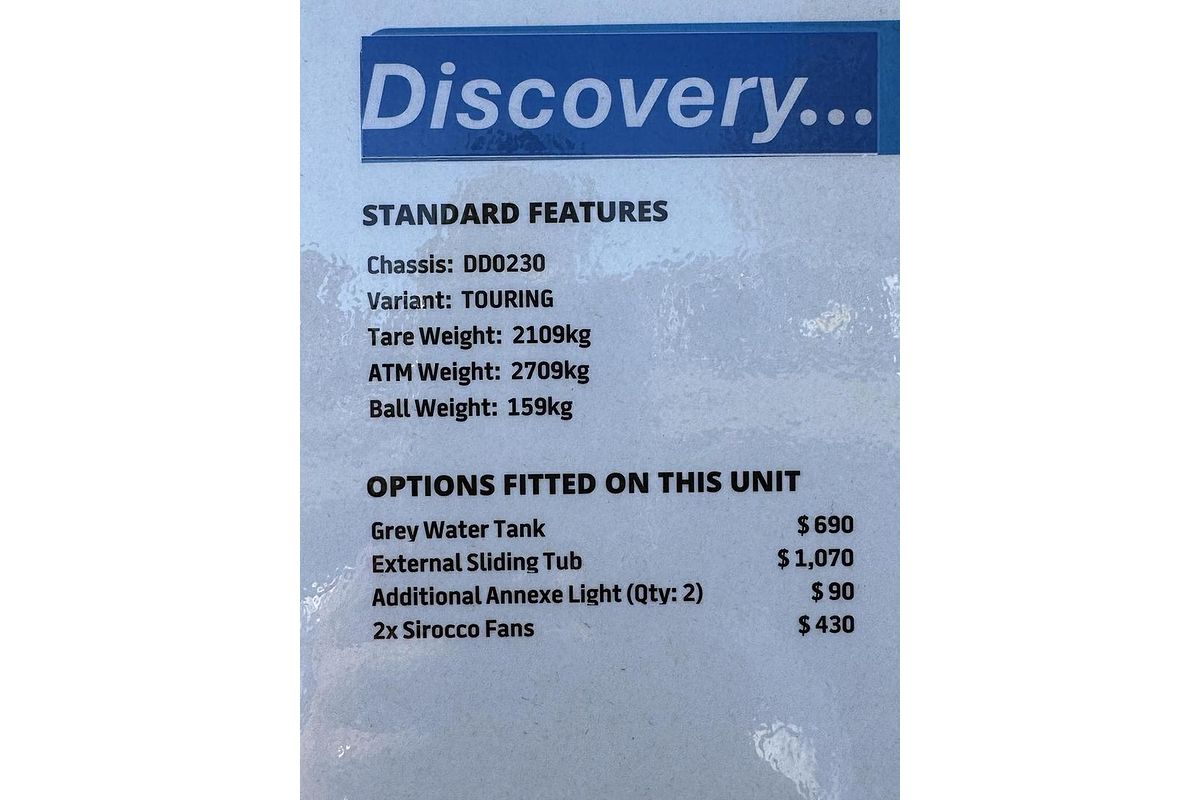 Discovery...
STANDARD FEATURES
Chassis: DD0230
Variant: TOURING
Tare Weight: 2109kg
ATM Weight: 2709kg
Ball Weight: 159kg
OPTIONS FITTED ON THIS UNIT
Grey Water Tank $ 690
External Sliding Tub $ 1,070
Additional Annexe Light (Qty: 2) $ 90
2x Sirocco Fans $ 430